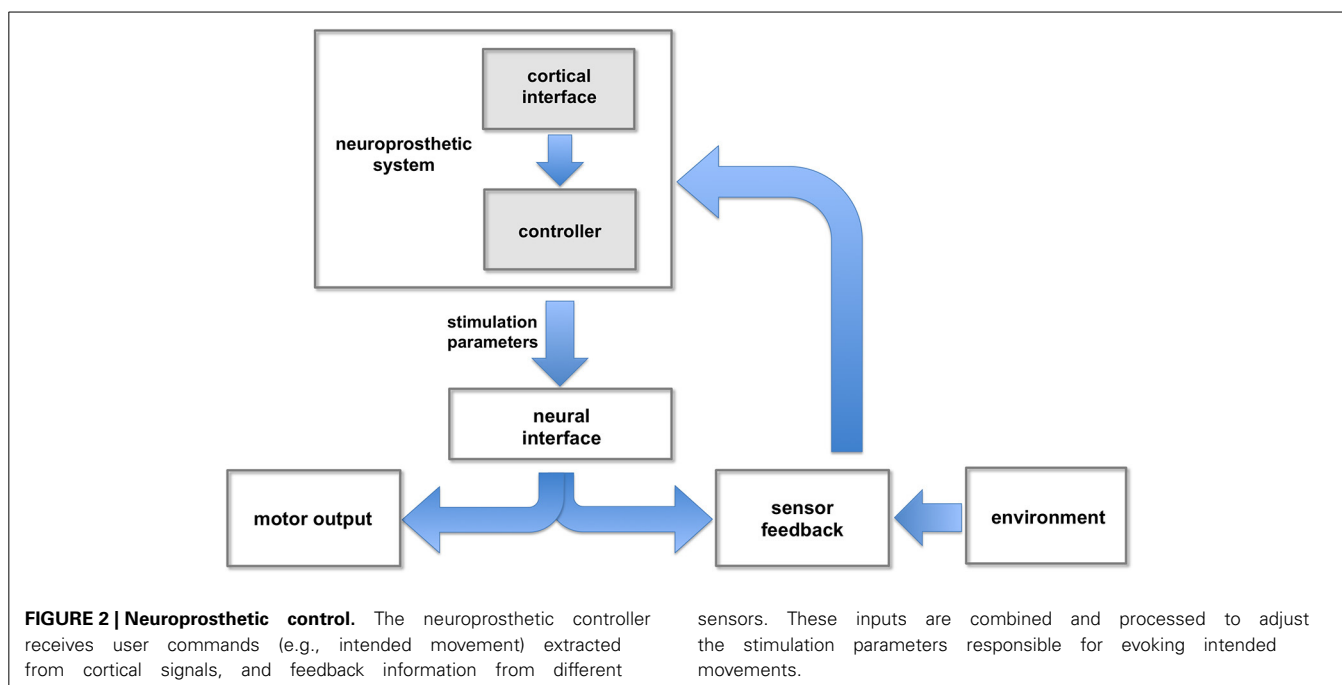 cortical
interface
neuroprosthetic
system
controller
stimulation
parameters
neural
interface
motor output
sensor
feedback
environment
FIGURE 2 | Neuroprosthetic control. The neuroprosthetic controller
receives user commands (e.g., intended movement) extracted
from cortical signals, and feedback information from different
sensors. These inputs are combined and processed to adjust
the stimulation parameters responsible for evoking intended
movements.